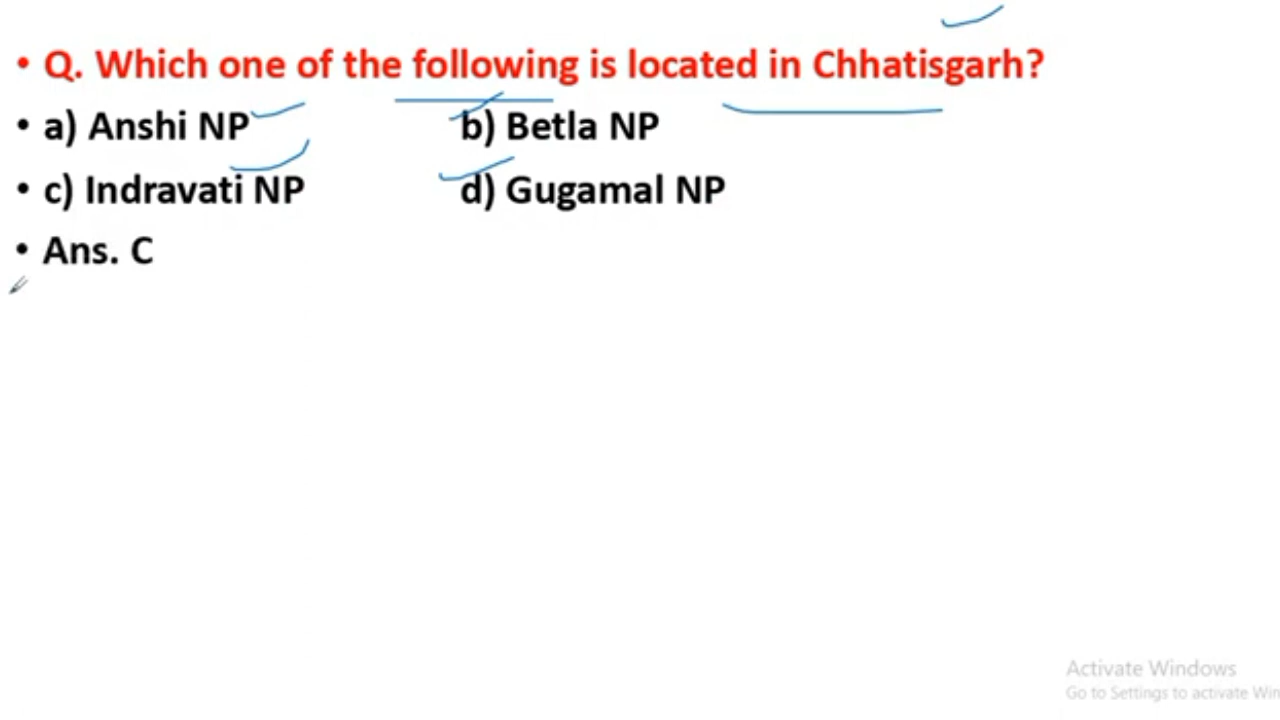 • Q. Which one of the following is located in Chhatisgarh?
• a) Anshi NP b) Betla NP
• c) Indravati NP d) Gugamal NP
• Ans. C
Activate Windows
Go to Settings to activate Win